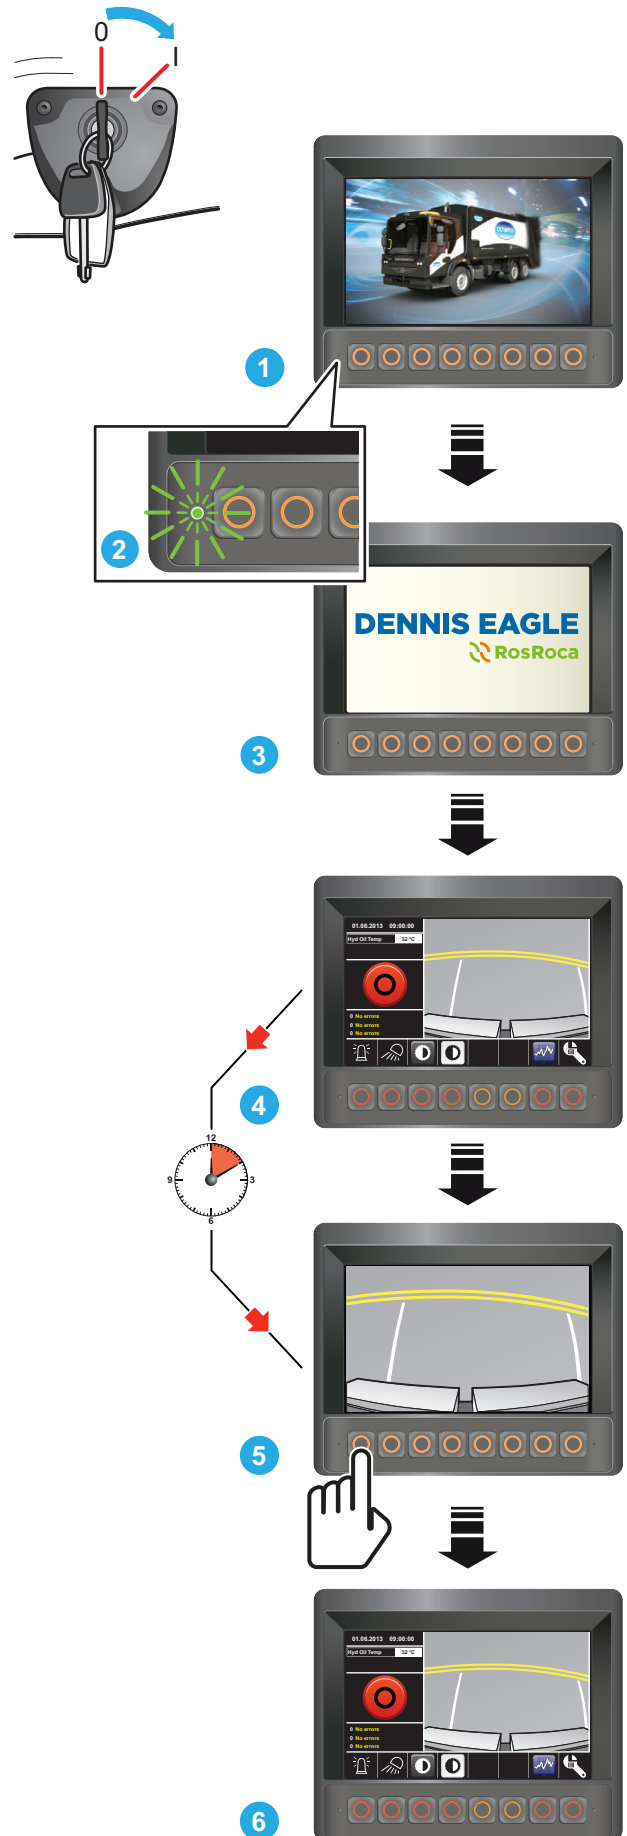 0
I
1
2
DENNIS EAGLE
RosRoca
3
01.06.2013 09:00:00
Hyd Oil Temp 32 °C
0 No errors
0 No errors
0 No errors
4
12
9
3
6
5
01.06.2013 09:00:00
Hyd Oil Temp 32 °C
0 No errors
0 No errors
0 No errors
6